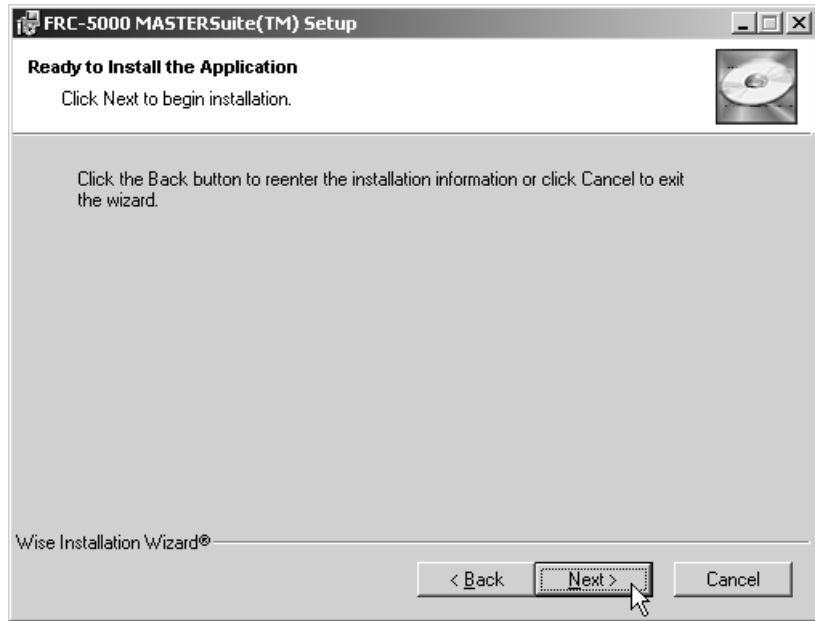 FRC-5000 MASTERSuite(TM) Setup
Ready to Install the Application
Click Next to begin installation.
Click the Back button to reenter the installation information or click Cancel to exit
the wizard.
Wise Installation Wizard®
< Back Next > Cancel